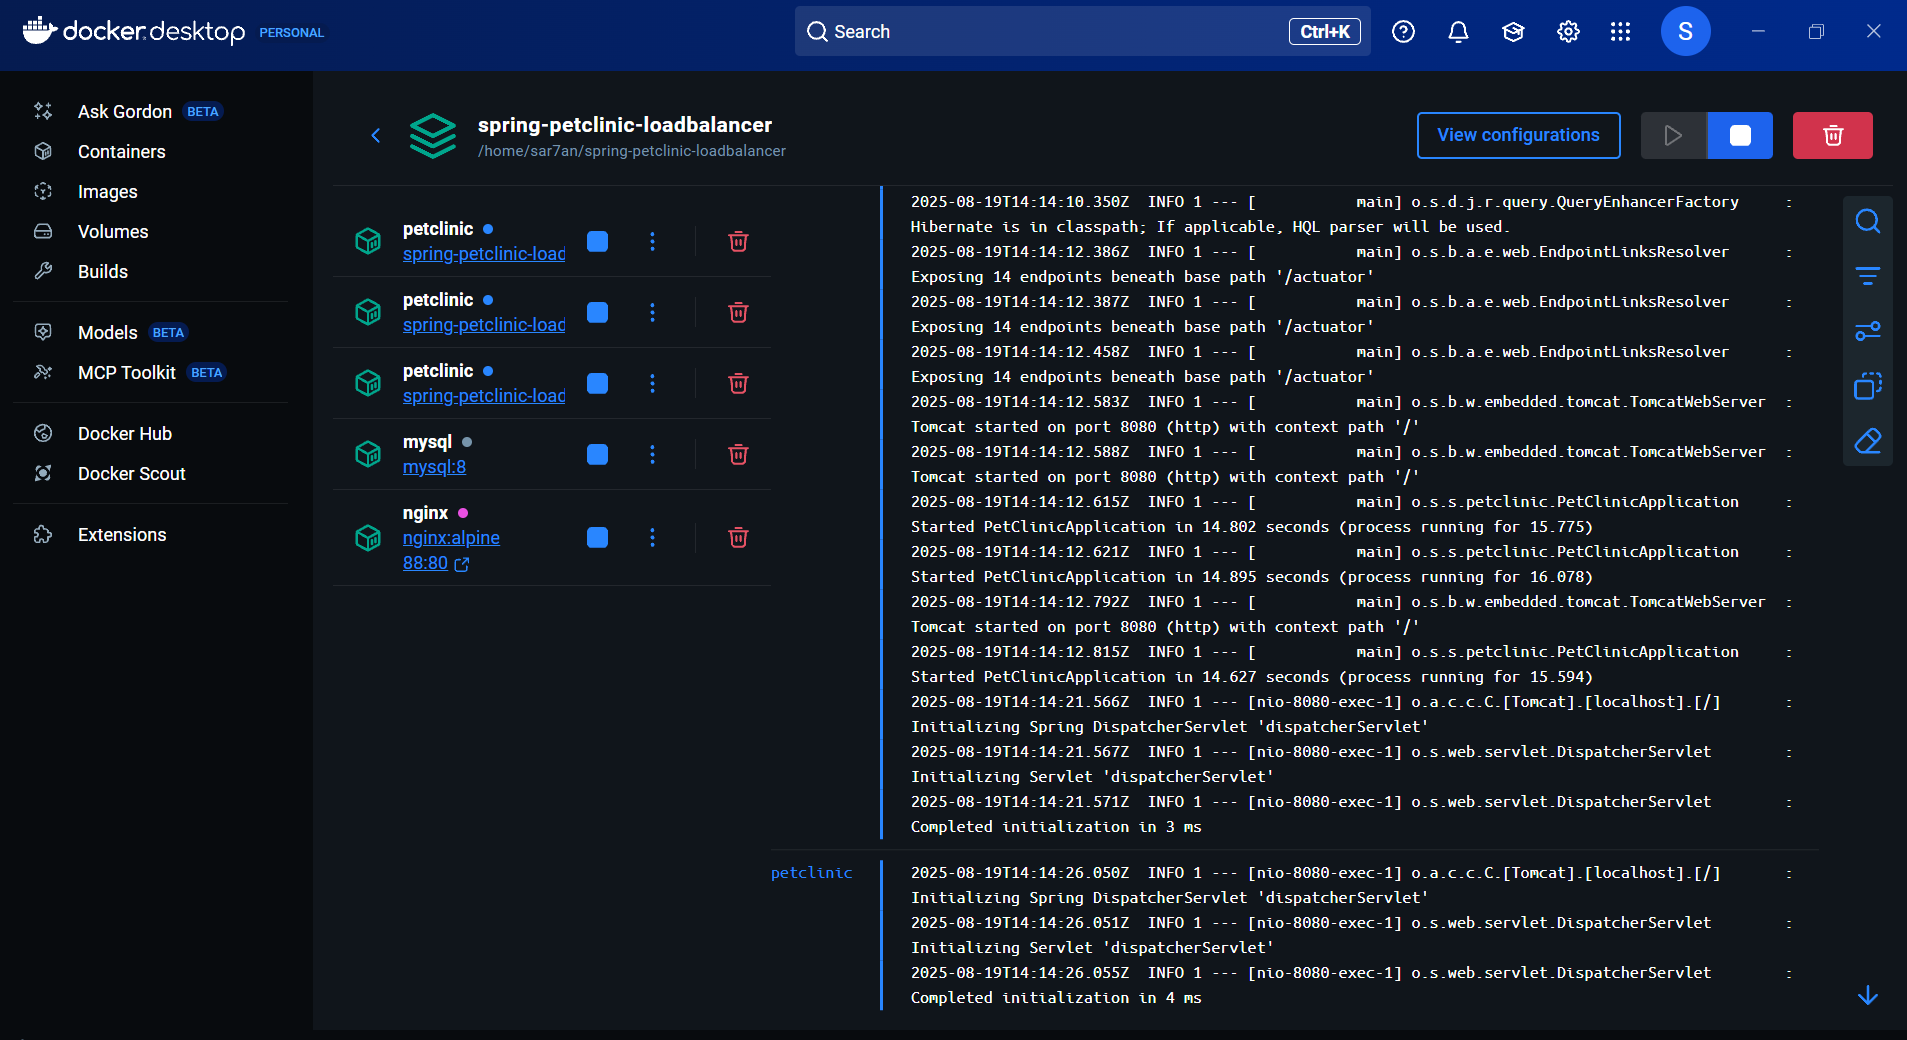 docker.desktop PERSONAL
Search Ctrl+K
S
Ask Gordon BETA
Containers
Images
Volumes
Builds
Models BETA
MCP Toolkit BETA
Docker Hub
Docker Scout
Extensions
spring-petclinic-loadbalancer
/home/sar7an/spring-petclinic-loadbalancer
View configurations
petclinic
spring-petclinic-load
petclinic
spring-petclinic-load
petclinic
spring-petclinic-load
mysql
mysql:8
nginx
nginx:alpine
88:80
2025-08-19T14:14:10.350Z  INFO 1 --- [           main] o.s.d.j.r.query.QueryEnhancerFactory     :
Hibernate is in classpath; If applicable, HQL parser will be used.
2025-08-19T14:14:12.386Z  INFO 1 --- [           main] o.s.b.a.e.web.EndpointLinksResolver      :
Exposing 14 endpoints beneath base path '/actuator'
2025-08-19T14:14:12.387Z  INFO 1 --- [           main] o.s.b.a.e.web.EndpointLinksResolver      :
Exposing 14 endpoints beneath base path '/actuator'
2025-08-19T14:14:12.458Z  INFO 1 --- [           main] o.s.b.a.e.web.EndpointLinksResolver      :
Exposing 14 endpoints beneath base path '/actuator'
2025-08-19T14:14:12.583Z  INFO 1 --- [           main] o.s.b.w.embedded.tomcat.TomcatWebServer  :
Tomcat started on port 8080 (http) with context path '/'
2025-08-19T14:14:12.588Z  INFO 1 --- [           main] o.s.b.w.embedded.tomcat.TomcatWebServer  :
Tomcat started on port 8080 (http) with context path '/'
2025-08-19T14:14:12.615Z  INFO 1 --- [           main] o.s.s.petclinic.PetClinicApplication     :
Started PetClinicApplication in 14.802 seconds (process running for 15.775)
2025-08-19T14:14:12.621Z  INFO 1 --- [           main] o.s.s.petclinic.PetClinicApplication     :
Started PetClinicApplication in 14.895 seconds (process running for 16.078)
2025-08-19T14:14:12.792Z  INFO 1 --- [           main] o.s.b.w.embedded.tomcat.TomcatWebServer  :
Tomcat started on port 8080 (http) with context path '/'
2025-08-19T14:14:12.815Z  INFO 1 --- [           main] o.s.s.petclinic.PetClinicApplication     :
Started PetClinicApplication in 14.627 seconds (process running for 15.594)
2025-08-19T14:14:21.566Z  INFO 1 --- [nio-8080-exec-1] o.a.c.c.C.[Tomcat].[localhost].[/]       :
Initializing Spring DispatcherServlet 'dispatcherServlet'
2025-08-19T14:14:21.567Z  INFO 1 --- [nio-8080-exec-1] o.s.web.servlet.DispatcherServlet        :
Initializing Servlet 'dispatcherServlet'
2025-08-19T14:14:21.571Z  INFO 1 --- [nio-8080-exec-1] o.s.web.servlet.DispatcherServlet        :
Completed initialization in 3 ms
petclinic 2025-08-19T14:14:26.050Z  INFO 1 --- [nio-8080-exec-1] o.a.c.c.C.[Tomcat].[localhost].[/]       :
Initializing Spring DispatcherServlet 'dispatcherServlet'
2025-08-19T14:14:26.051Z  INFO 1 --- [nio-8080-exec-1] o.s.web.servlet.DispatcherServlet        :
Initializing Servlet 'dispatcherServlet'
2025-08-19T14:14:26.055Z  INFO 1 --- [nio-8080-exec-1] o.s.web.servlet.DispatcherServlet        :
Completed initialization in 4 ms